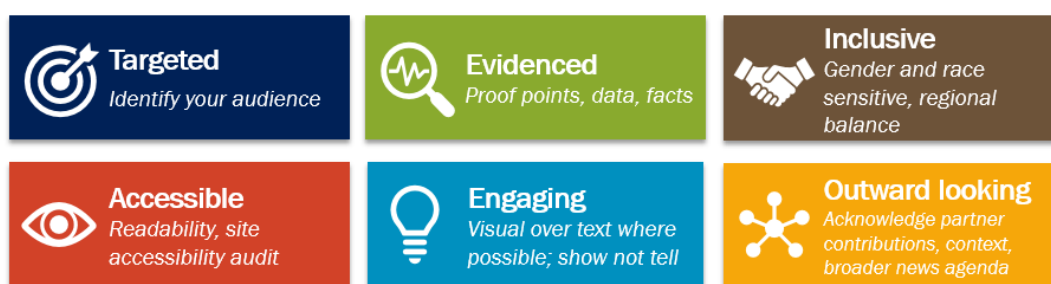 Targeted
Identify your audience
Evidenced
Proof points, data, facts
Inclusive
Gender and race
sensitive, regional
balance
Accessible
Readability, site
accessibility audit
Engaging
Visual over text where
possible; show not tell
Outward looking
Acknowledge partner
contributions, context,
broader news agenda